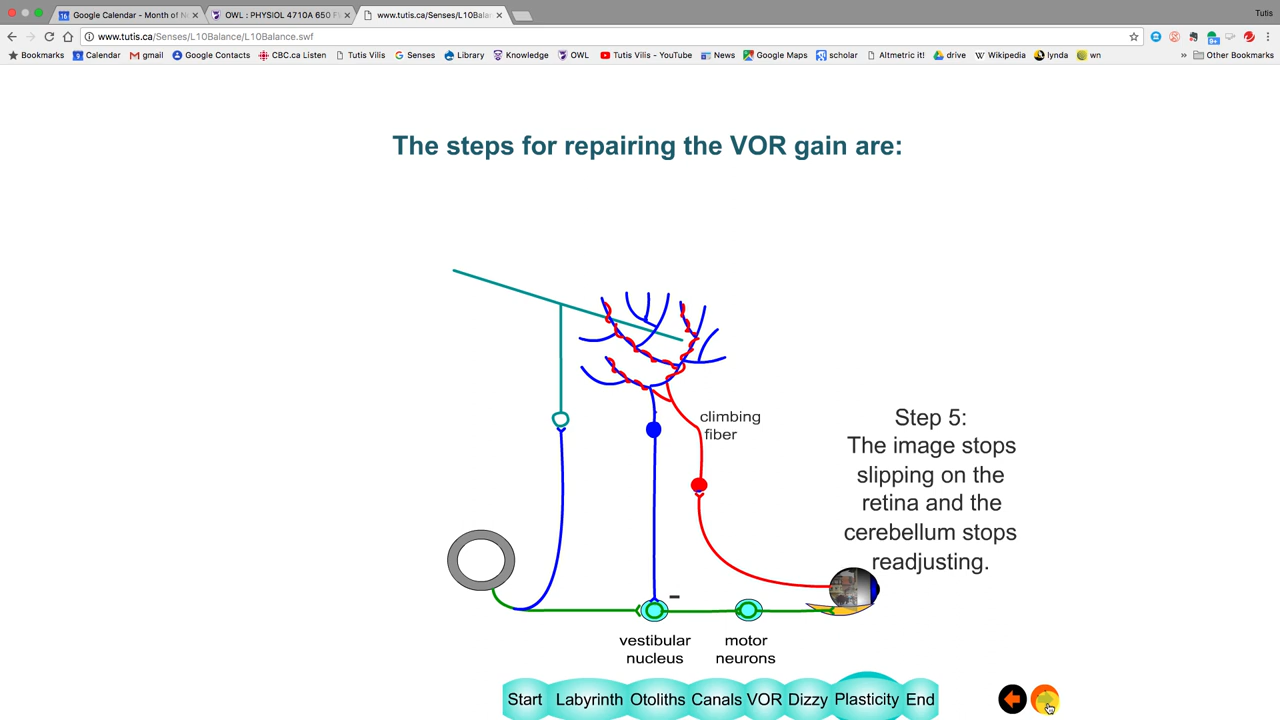 Google Calendar - Month of N
OWL : PHYSIOL 4710A 650 F
www.tutis.ca/Senses/L10Bala
Tutis
www.tutis.ca/Senses/L10Balance/L10Balance.swf
Bookmarks Calendar gmail Google Contacts CBC.ca Listen Tutis Vilis Senses Library Knowledge OWL Tutis Vilis - YouTube News Google Maps scholar Altmetric it! drive Wikipedia lynda wn » Other Bookmarks
The steps for repairing the VOR gain are:
climbing
fiber
Step 5:
The image stops
slipping on the
retina and the
cerebellum stops
readjusting.
-
vestibular
nucleus
motor
neurons
Start Labyrinth Otoliths Canals VOR Dizzy Plasticity End